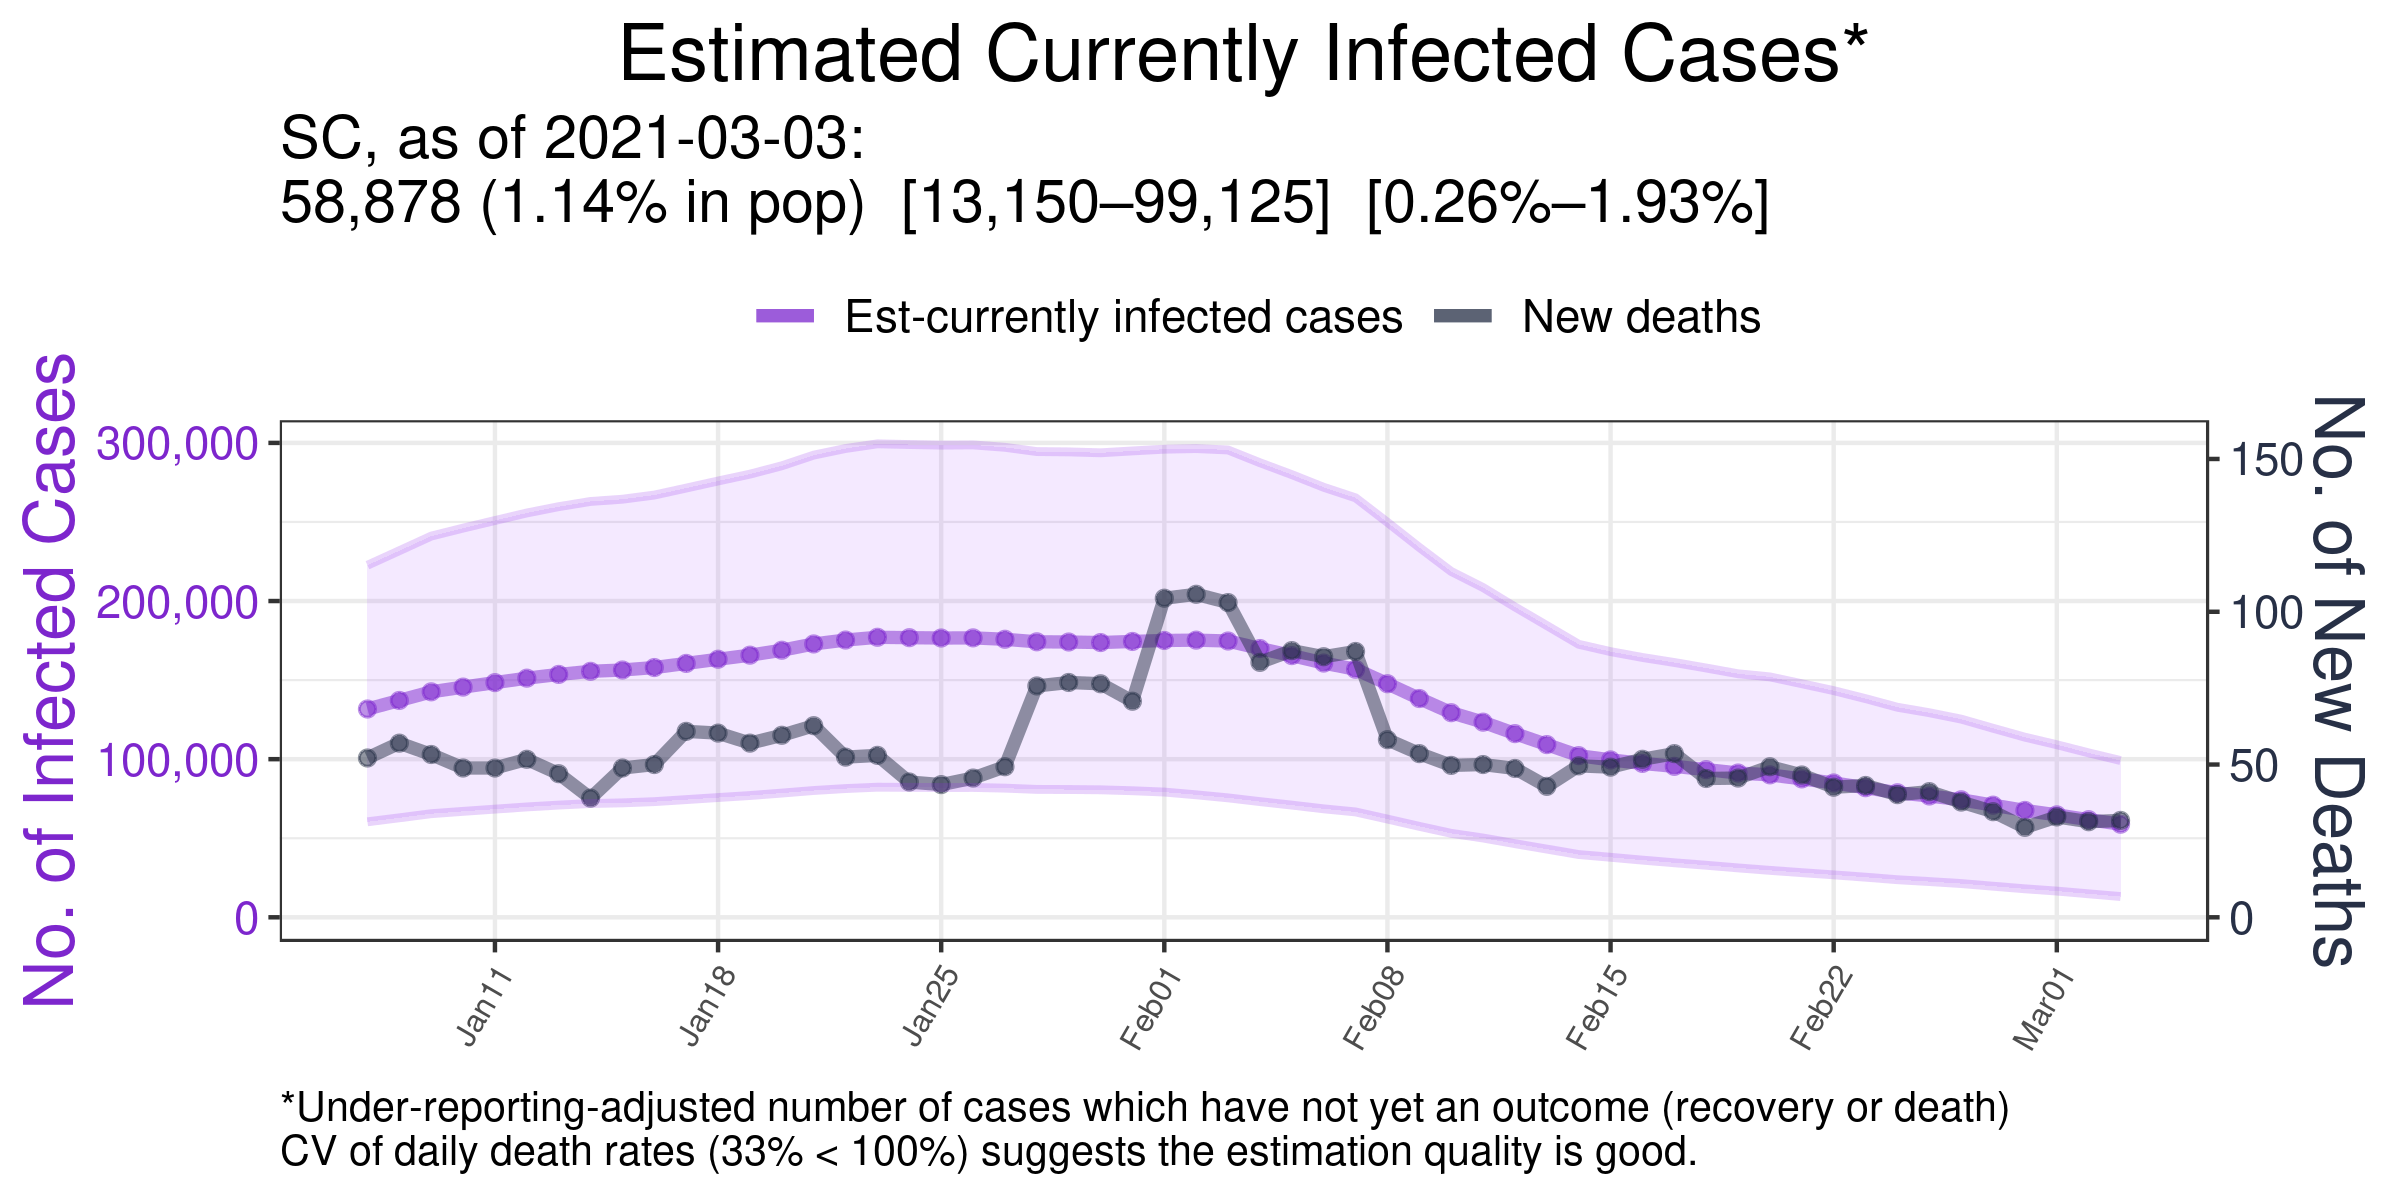 Estimated Currently Infected Cases*
SC, as of 2021-03-03:
58,878 (1.14% in pop)  [13,150–99,125]  [0.26%–1.93%]
Est-currently infected cases
New deaths
No. of Infected Cases
300,000
200,000
100,000
0
150
100
50
0
No. of New Deaths
Jan11
Jan18
Jan25
Feb01
Feb08
Feb15
Feb22
Mar01
*Under-reporting-adjusted number of cases which have not yet an outcome (recovery or death)
CV of daily death rates (33% < 100%) suggests the estimation quality is good.